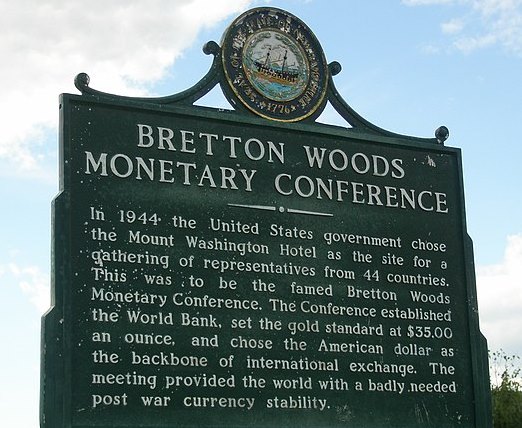 1776
BRETTON WOODS
MONETARY CONFERENCE
In 1944 the United States government chose
the Mount Washington Hotel as the site for a
gathering of representatives from 44 countries.
This was to be the famed Bretton Woods
Monetary Conference. The Conference established
the World Bank, set the gold standard at $35.00
an ounce, and chose the American dollar as
the backbone of international exchange. The
meeting provided the world with a badly needed
post war currency stability.